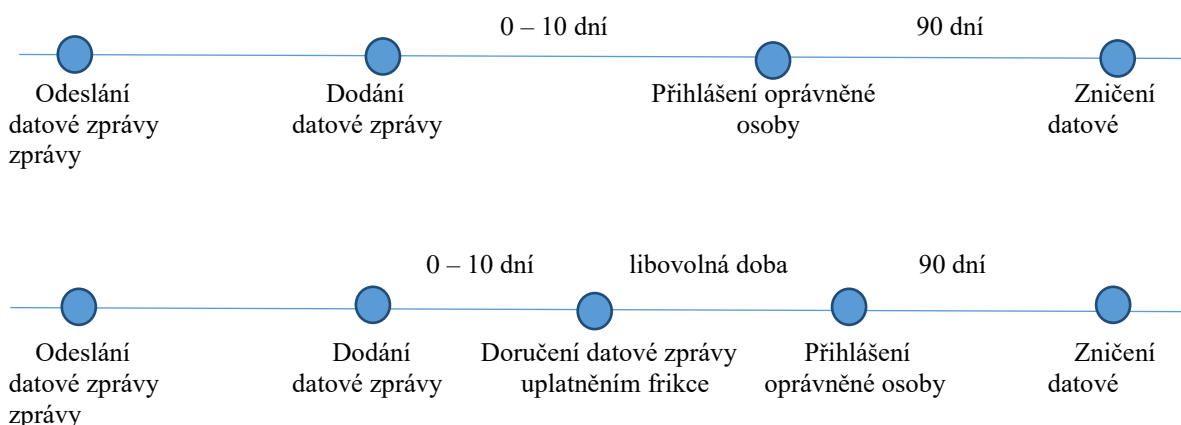 0 – 10 dní 90 dní
Odeslání Dodání Přihlášení oprávněné Zničení
datové zprávy datové zprávy osoby datové
zprávy
0 – 10 dní libovolná doba 90 dní
Odeslání Dodání Doručení datové zprávy Přihlášení Zničení
datové zprávy datové zprávy uplatněním frikce oprávněné osoby datové
zprávy